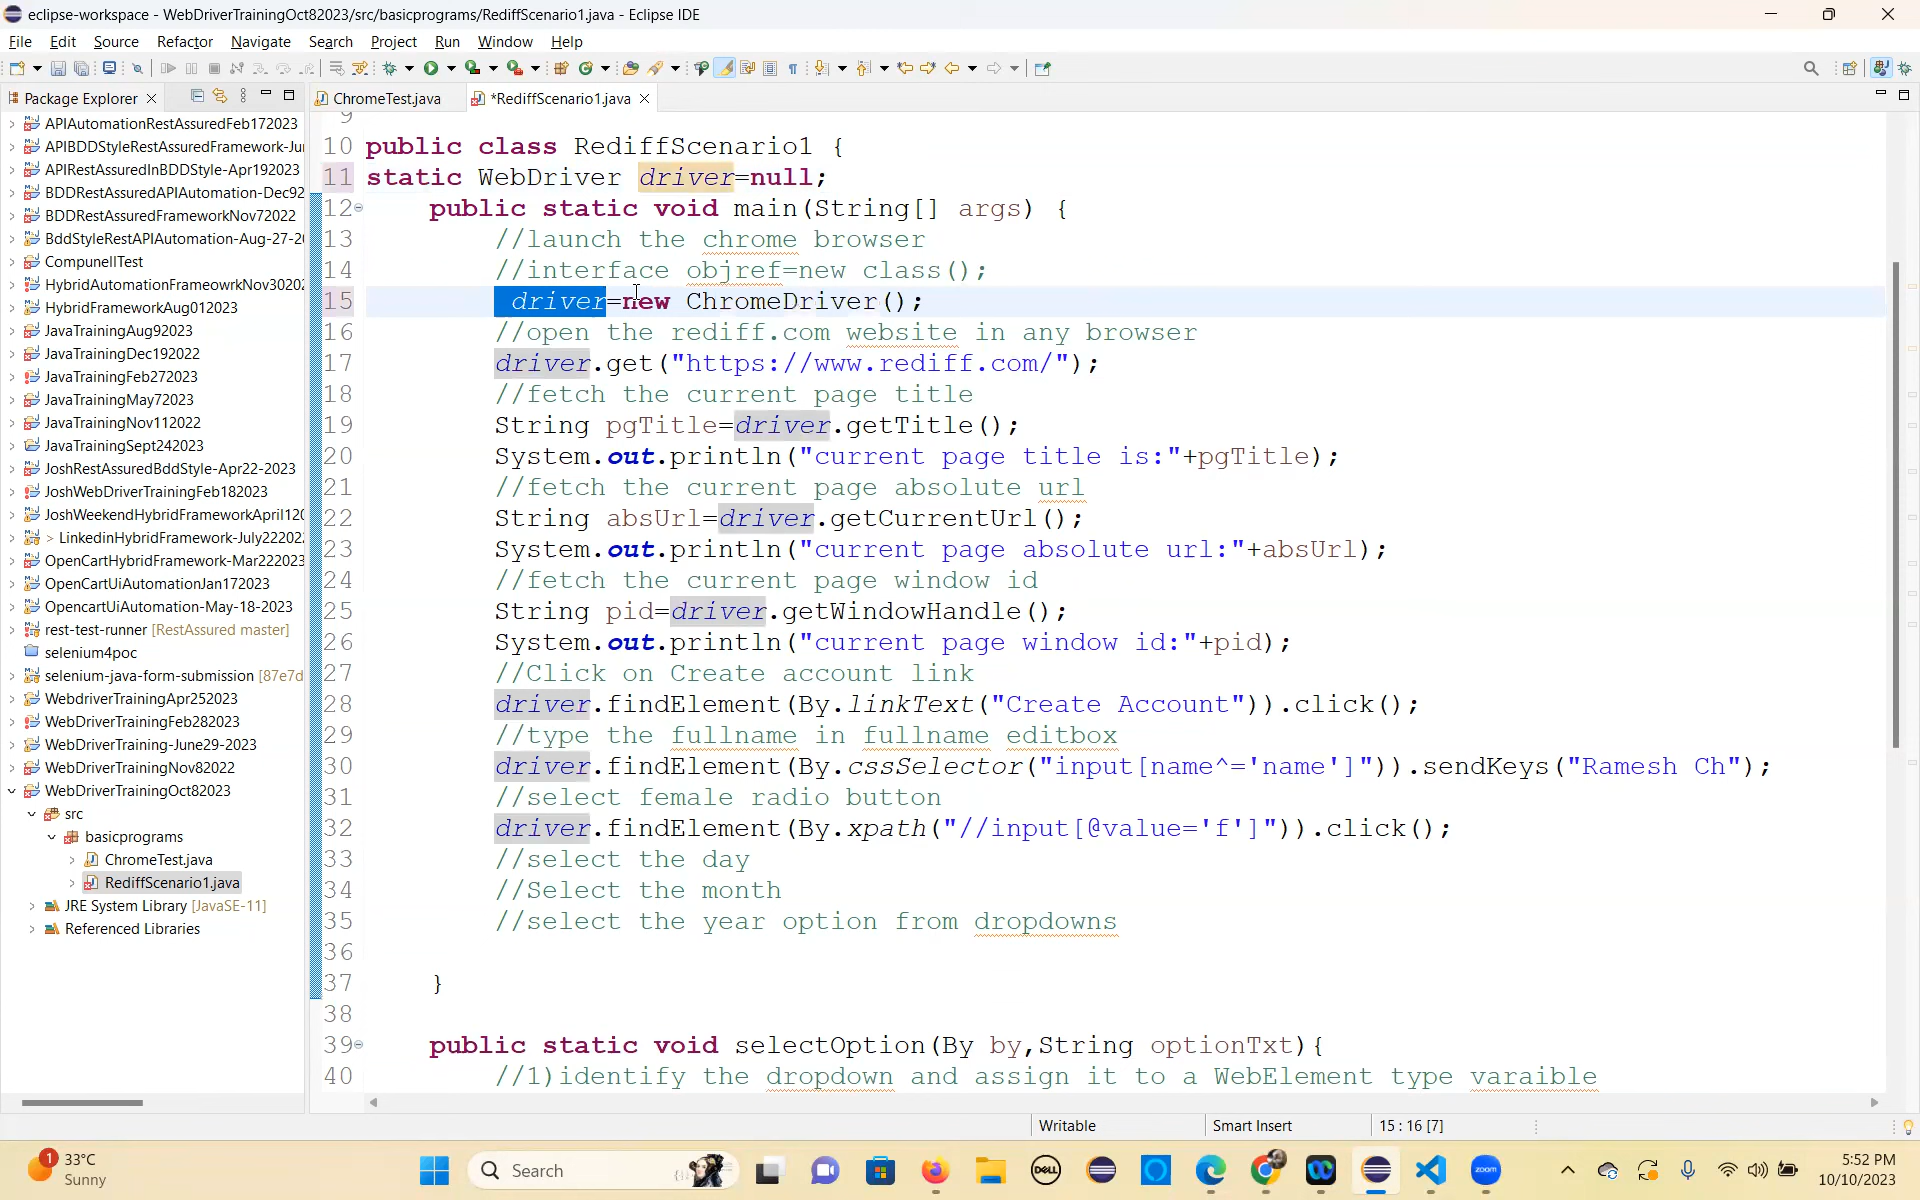 eclipse-workspace - WebDriverTrainingOct82023/src/basicprograms/RediffScenario1.java - Eclipse IDE
File Edit Source Refactor Navigate Search Project Run Window Help
Package Explorer
ChromeTest.java
*RediffScenario1.java
APIAutomationRestAssuredFeb172023
APIBDDStyleRestAssuredFramework-Ju
APIRestAssuredInBDDStyle-Apr192023
BDDRestAssuredAPIAutomation-Dec92
BDDRestAssuredFrameworkNov72022
BddStyleRestAPIAutomation-Aug-27-2
CompunellTest
HybridAutomationFrameowrkNov3020
HybridFrameworkAug012023
JavaTrainingAug92023
JavaTrainingDec192022
JavaTrainingFeb272023
JavaTrainingMay72023
JavaTrainingNov112022
JavaTrainingSept242023
JoshRestAssuredBddStyle-Apr22-2023
JoshWebDriverTrainingFeb182023
JoshWeekendHybridFrameworkApril12
> LinkedinHybridFramework-July22202
OpenCartHybridFramework-Mar222023
OpenCartUiAutomationJan172023
OpencartUiAutomation-May-18-2023
rest-test-runner [RestAssured master]
selenium4poc
selenium-java-form-submission [87e7d
WebdriverTrainingApr252023
WebDriverTrainingFeb282023
WebDriverTraining-June29-2023
WebDriverTrainingNov82022
WebDriverTrainingOct82023
src
basicprograms
ChromeTest.java
RediffScenario1.java
JRE System Library [JavaSE-11]
Referenced Libraries
9
10 public class RediffScenario1 {
11 static WebDriver driver=null;
12 public static void main(String[] args) {
13 //launch the chrome browser
14 //interface objref=new class();
15 driver=new ChromeDriver();
16 //open the rediff.com website in any browser
17 driver.get("https://www.rediff.com/");
18 //fetch the current page title
19 String pgTitle=driver.getTitle();
20 System.out.println("current page title is:"+pgTitle);
21 //fetch the current page absolute url
22 String absUrl=driver.getCurrentUrl();
23 System.out.println("current page absolute url:"+absUrl);
24 //fetch the current page window id
25 String pid=driver.getWindowHandle();
26 System.out.println("current page window id:"+pid);
27 //Click on Create account link
28 driver.findElement(By.linkText("Create Account")).click();
29 //type the fullname in fullname editbox
30 driver.findElement(By.cssSelector("input[name^='name']")).sendKeys("Ramesh Ch");
31 //select female radio button
32 driver.findElement(By.xpath("//input[@value='f']")).click();
33 //select the day
34 //Select the month
35 //select the year option from dropdowns
36
37 }
38
39 public static void selectOption(By by,String optionTxt){
40 //1)identify the dropdown and assign it to a WebElement type varaible
Writable
Smart Insert
15 : 16 [7]
1
33°C
Sunny
Search
DELL
zoom
5:52 PM
10/10/2023